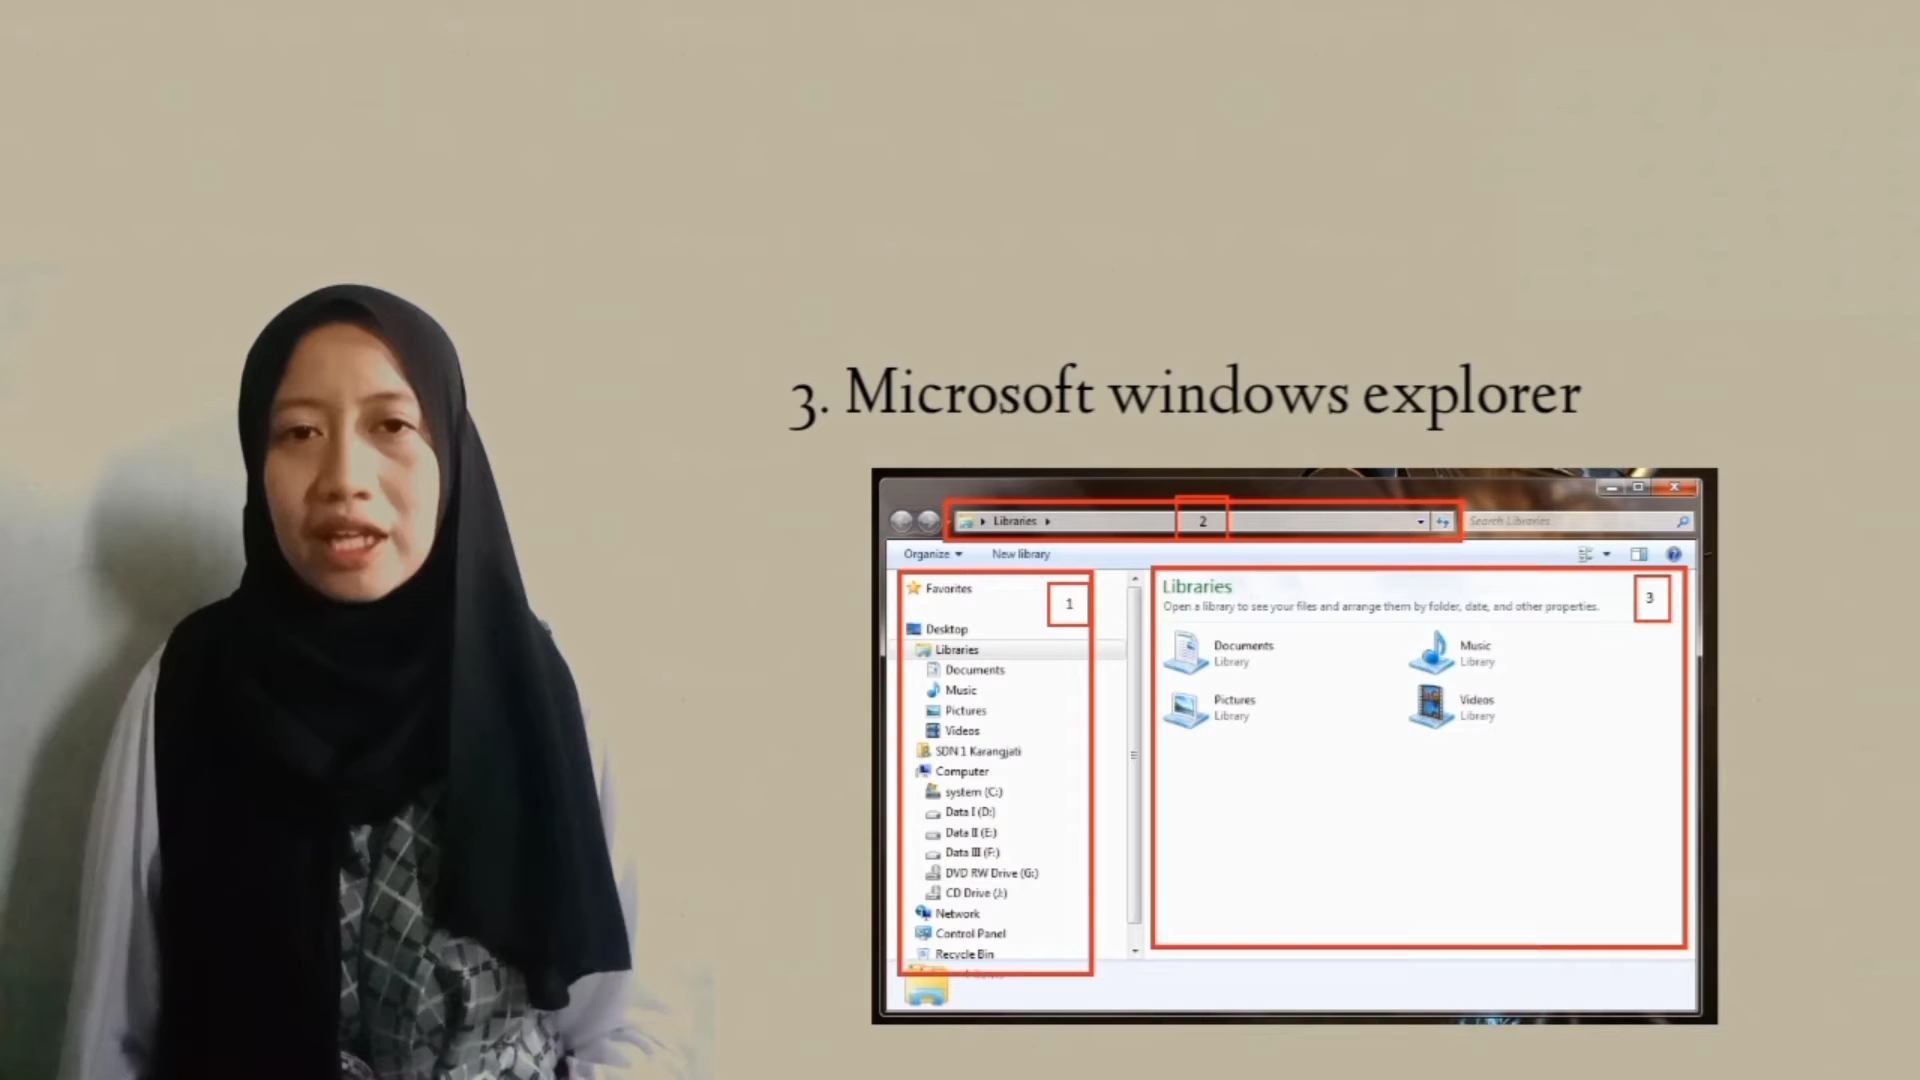 3. Microsoft windows explorer
Libraries
2
Search Libraries
Organize
New library
Favorites
1
Desktop
Libraries
Documents
Music
Pictures
Videos
SDN 1 Karangjati
Computer
system (C:)
Data I (D:)
Data II (E:)
Data III (F:)
DVD RW Drive (G:)
CD Drive (J:)
Network
Control Panel
Recycle Bin
Libraries
3
Open a library to see your files and arrange them by folder, date, and other properties.
Documents
Library
Music
Library
Pictures
Library
Videos
Library